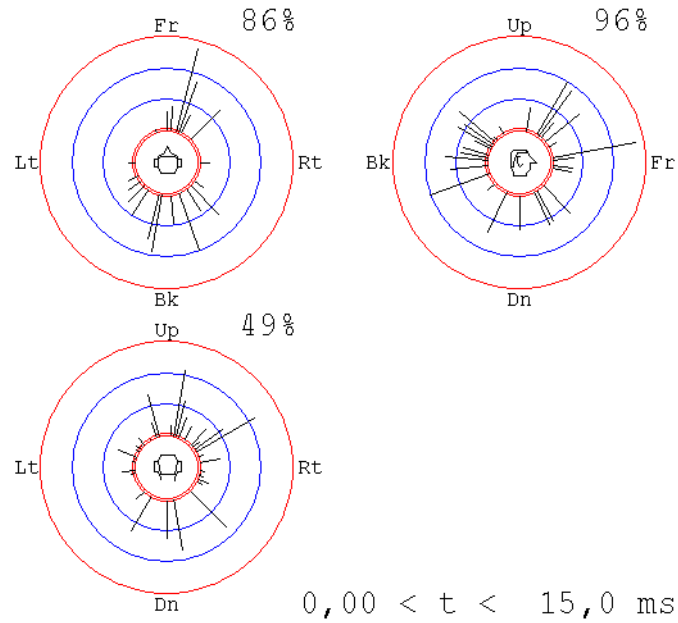 Fr 86%
Lt Rt
Bk
Up 96%
Bk Fr
Dn
Up 49%
Lt Rt
Dn
0,00 < t < 15,0 ms